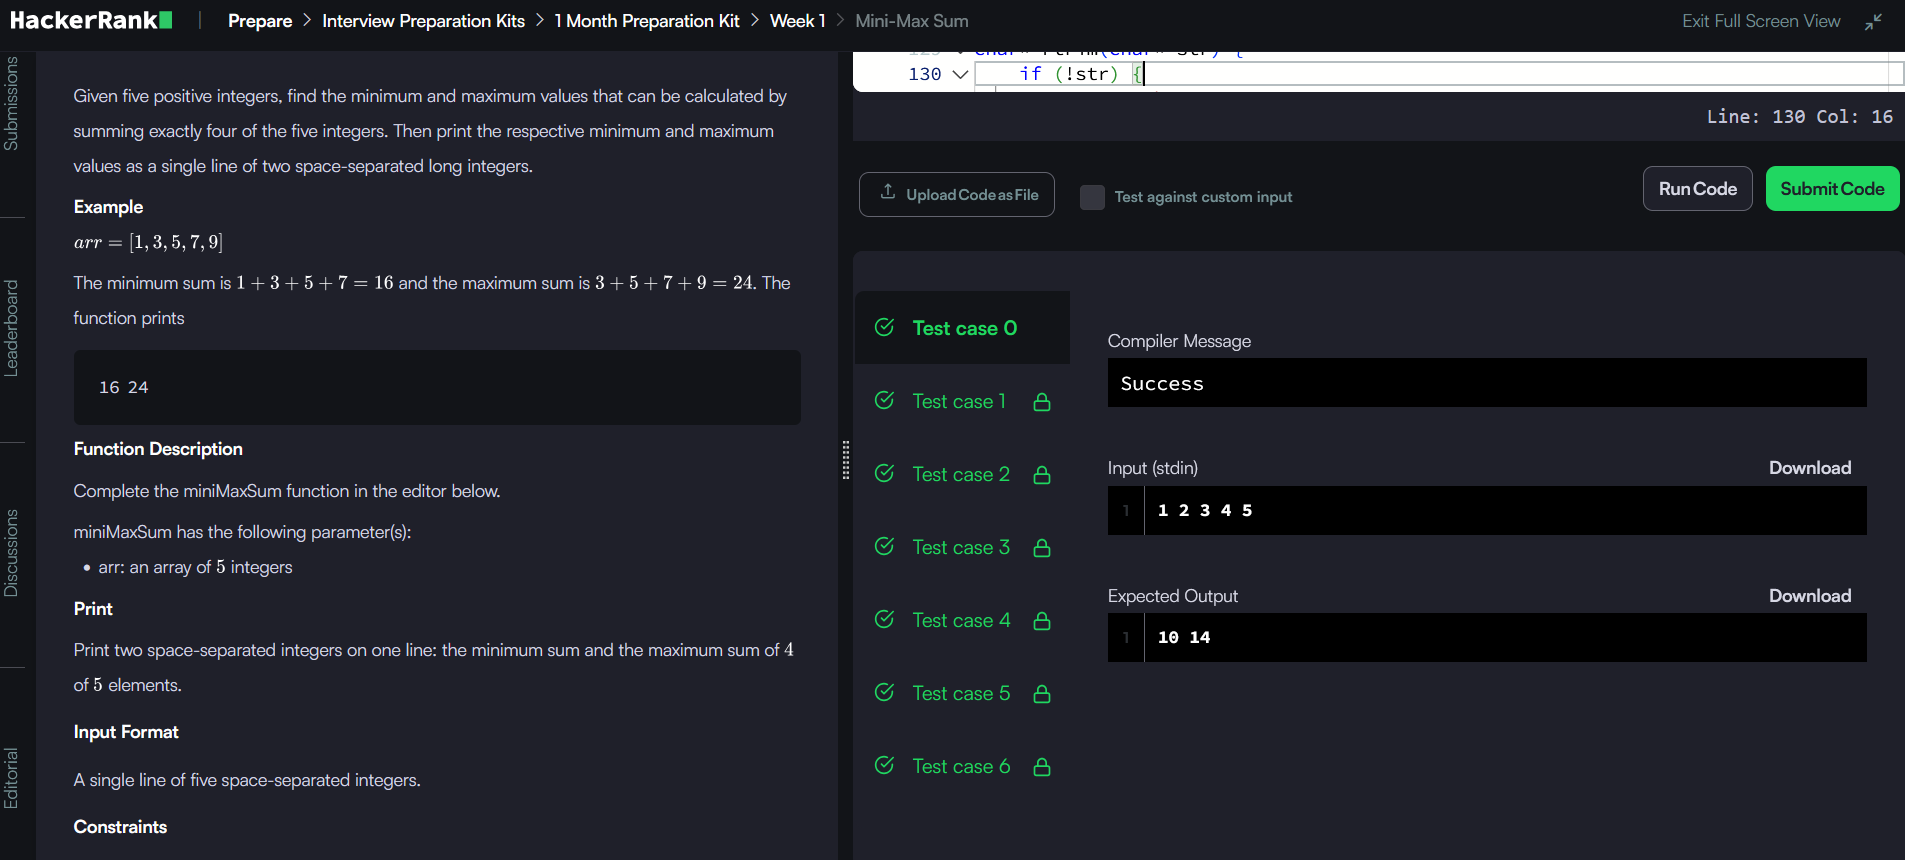 HackerRank
Prepare > Interview Preparation Kits > 1 Month Preparation Kit > Week 1 > Mini-Max Sum
Exit Full Screen View
Submissions
Leaderboard
Discussions
Editorial
Given five positive integers, find the minimum and maximum values that can be calculated by
summing exactly four of the five integers. Then print the respective minimum and maximum
values as a single line of two space-separated long integers.
Example
arr = [1, 3, 5, 7, 9]
The minimum sum is 1 + 3 + 5 + 7 = 16 and the maximum sum is 3 + 5 + 7 + 9 = 24. The
function prints
16 24
Function Description
Complete the miniMaxSum function in the editor below.
miniMaxSum has the following parameter(s):
• arr: an array of 5 integers
Print
Print two space-separated integers on one line: the minimum sum and the maximum sum of 4
of 5 elements.
Input Format
A single line of five space-separated integers.
Constraints
130 if (!str) {
Line: 130 Col: 16
Upload Code as File
Test against custom input
Run Code
Submit Code
Test case 0
Test case 1
Test case 2
Test case 3
Test case 4
Test case 5
Test case 6
Compiler Message
Success
Input (stdin)
Download
1 1 2 3 4 5
Expected Output
Download
1 10 14